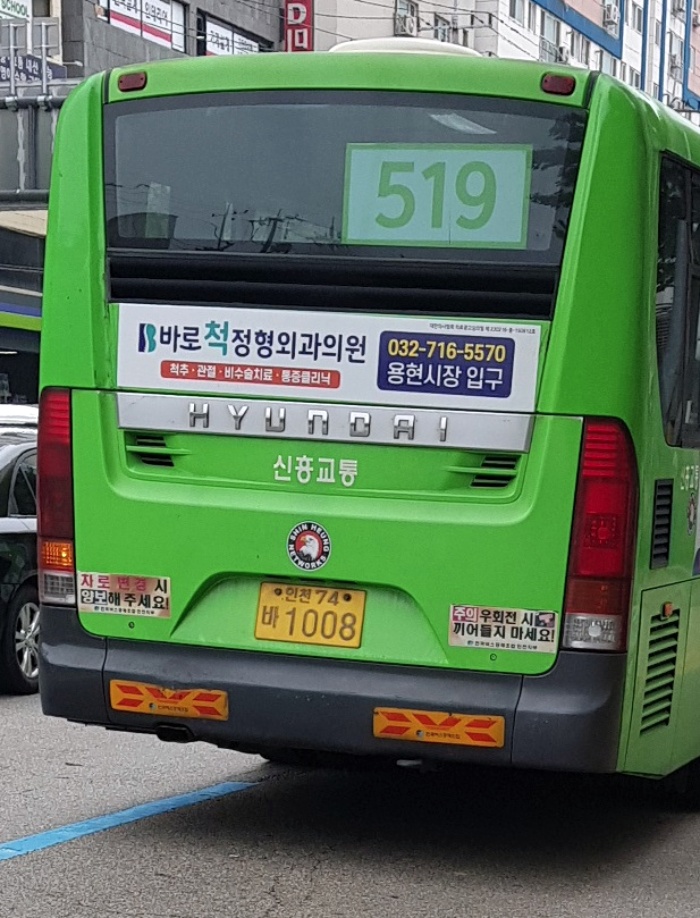 SCHOOL
519
바로척정형외과의원
척추·관절·비수술치료·통증클리닉
032-716-5570
용현시장 입구
HYUNDAI
신흥교통
SHIN HEUNG
NETWORKS
차로 변경 시
양보해 주세요!
인천 74
바 1008
주의 우회전 시
끼어들지 마세요!